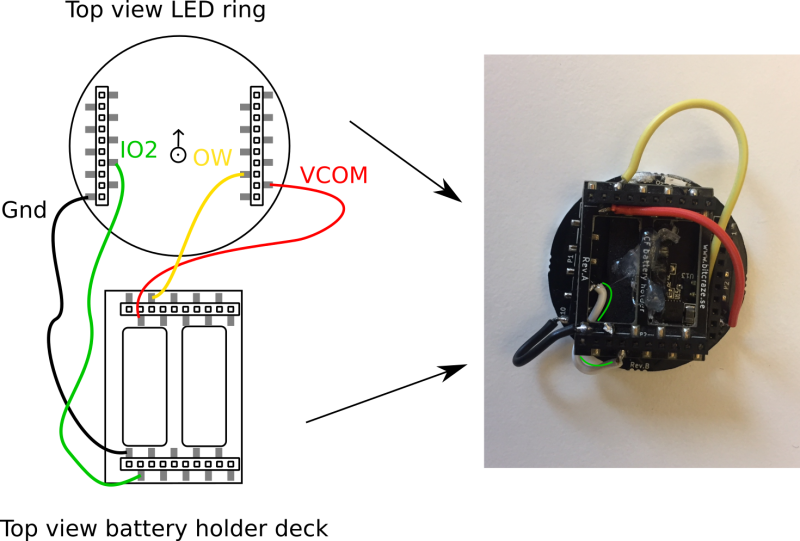 Top view LED ring
IO2
OW
VCOM
Gnd
www.bitcraze.se
CF battery holder
Rev.A
Rev.B
Top view battery holder deck